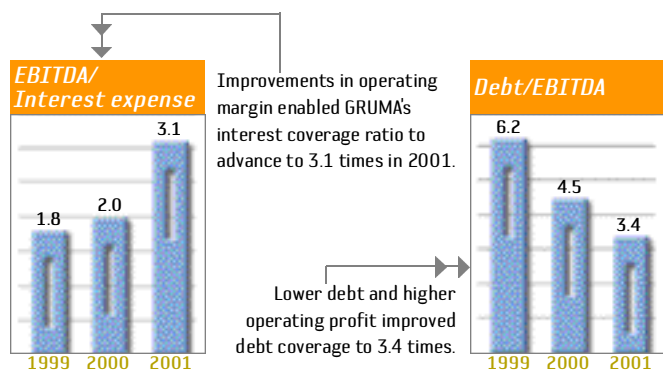 EBITDA/
Interest expense
3.1
2.0
1.8
1999 2000 2001
Improvements in operating
margin enabled GRUMA's
interest coverage ratio to
advance to 3.1 times in 2001.
Lower debt and higher
operating profit improved
debt coverage to 3.4 times.
Debt/EBITDA
6.2
4.5
3.4
1999 2000 2001